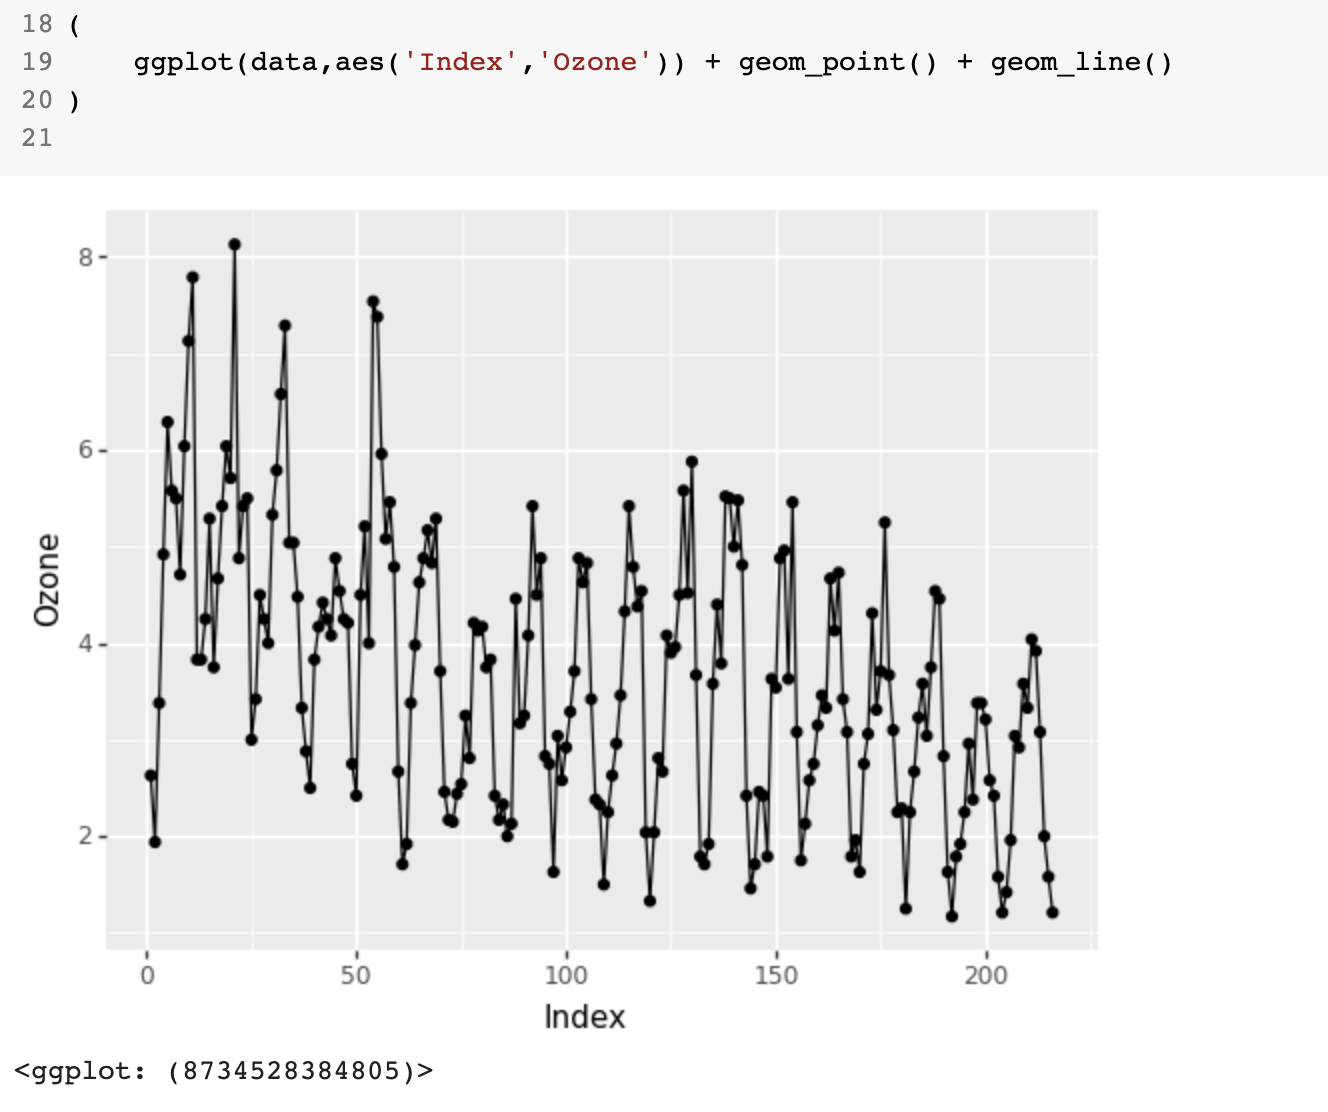 18 (
19     ggplot(data,aes('Index','Ozone')) + geom_point() + geom_line()
20 )
21
8
6
4
2
Ozone
0 50 100 150 200
Index
<ggplot: (8734528384805)>